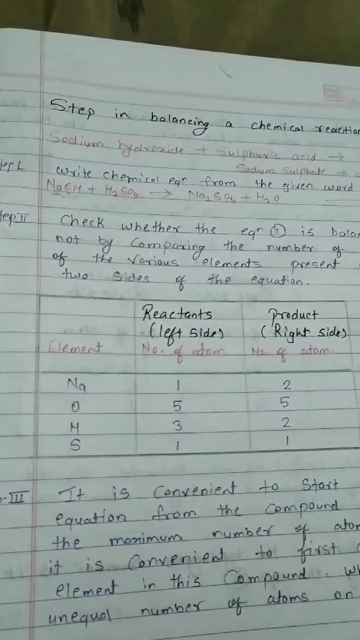 Step in balancing a chemical reaction
Sodium hydroxide + Sulphuric acid →
Sodium Sulphate +
Step I write chemical eqn from the given word
NaOH + H2SO4 → Na2SO4 + H2O
Step II Check whether the eqn ① is bala
not by comparing the number of
of the various elements present
two sides of the equation.
Reactants Product
(left side) (Right side)
Element No. of atom No. of atom
Na 1 2
O 5 5
H 3 2
S 1 1
III It is convenient to start
equation from the compound
the maximum number of atom
it is convenient to first
element in this compound. wh
unequal number of atoms on